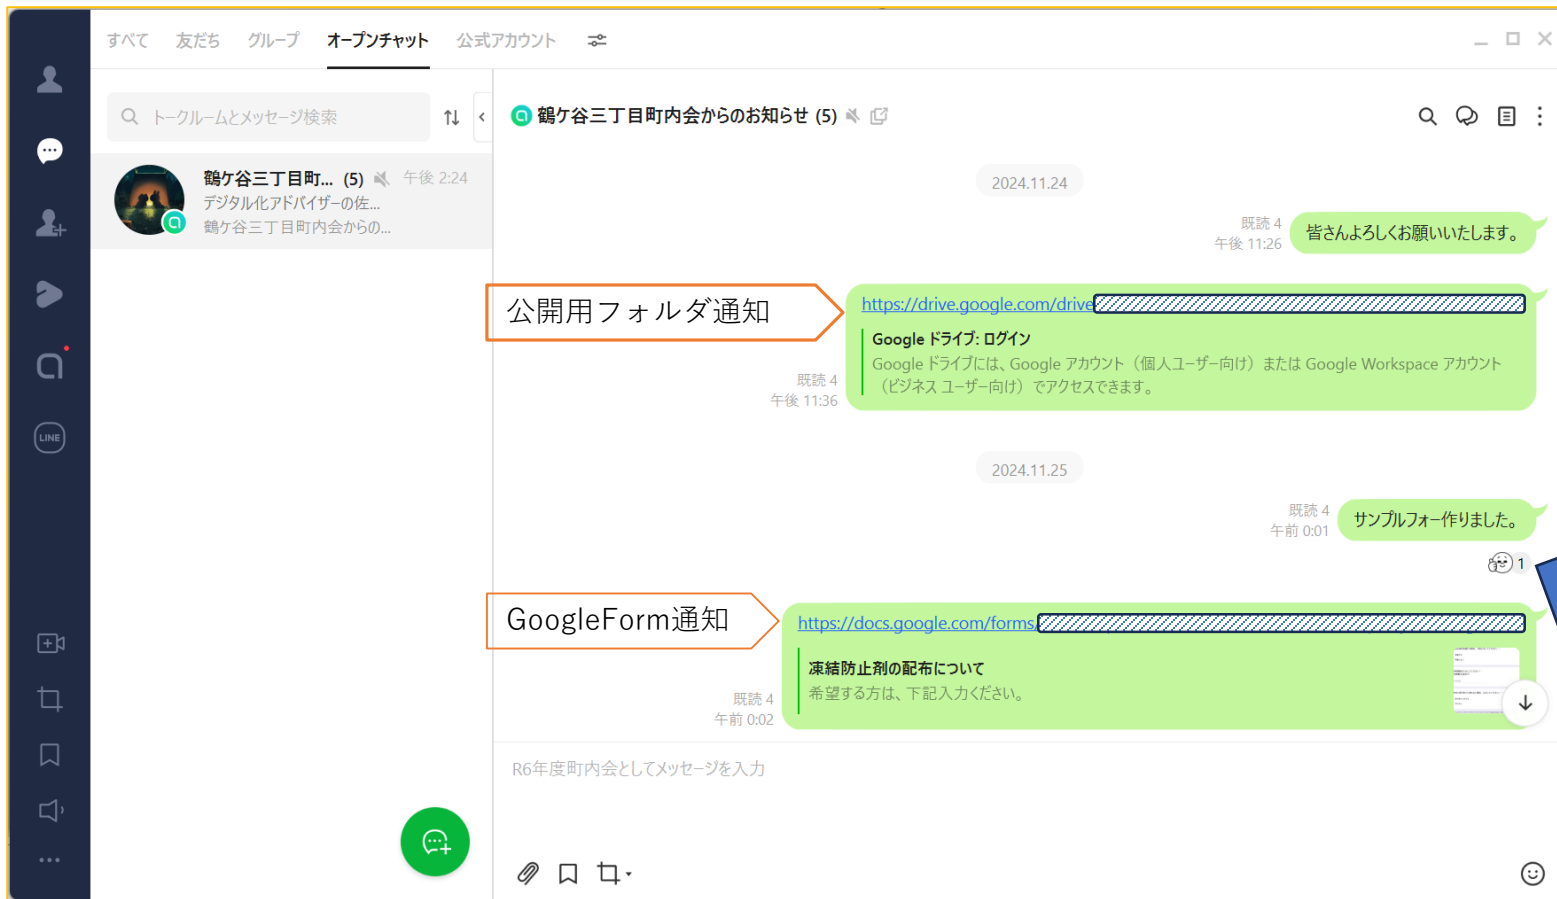 すべて 友だち グループ オープンチャット 公式アカウント
トークルームとメッセージ検索
鶴ケ谷三丁目町... (5) 午後 2:24
デジタル化アドバイザーの佐...
鶴ケ谷三丁目町内会からの...
LINE
鶴ケ谷三丁目町内会からのお知らせ (5)
2024.11.24
既読 4
午後 11:26
皆さんよろしくお願いいたします。
公開用フォルダ通知
https://drive.google.com/drive
Google ドライブ: ログイン
Google ドライブには、Google アカウント（個人ユーザー向け）または Google Workspace アカウント
（ビジネス ユーザー向け）でアクセスできます。
既読 4
午後 11:36
2024.11.25
既読 4
午前 0:01
サンプルフォー作りました。
1
GoogleForm通知
https://docs.google.com/forms/
凍結防止剤の配布について
希望する方は、下記入力ください。
既読 4
午前 0:02
R6年度町内会としてメッセージを入力